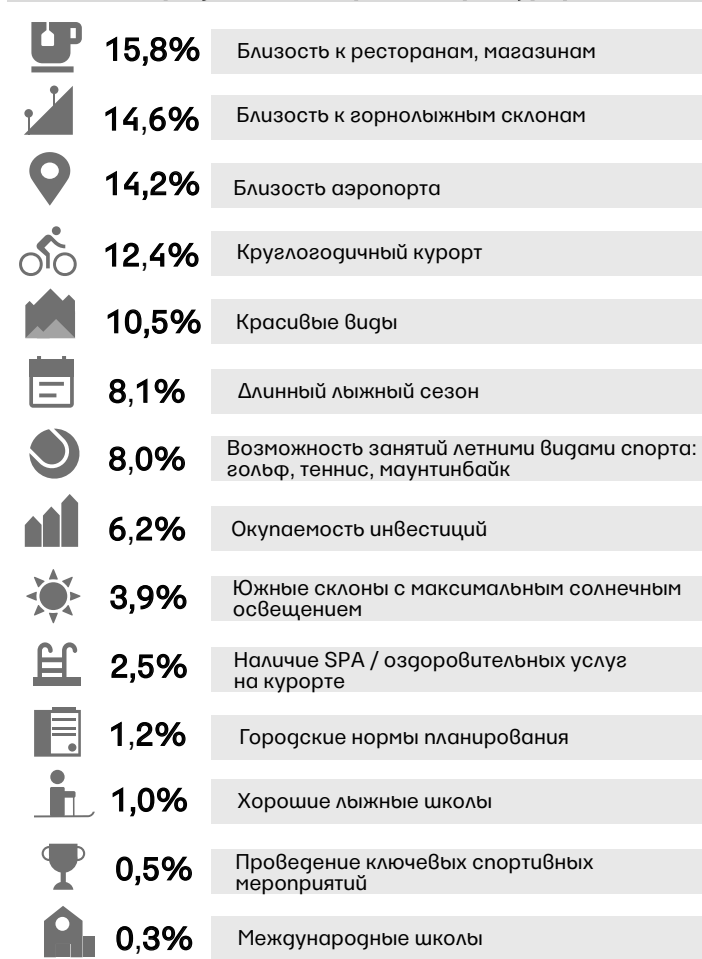 15,8% Близость к ресторанам, магазинам
14,6% Близость к горнолыжным склонам
14,2% Близость аэропорта
12,4% Круглогодичный курорт
10,5% Красивые виды
8,1% Длинный лыжный сезон
8,0% Возможность занятий летними видами спорта:
гольф, теннис, маунтинбайк
6,2% Окупаемость инвестиций
3,9% Южные склоны с максимальным солнечным
освещением
2,5% Наличие SPA / оздоровительных услуг
на курорте
1,2% Городские нормы планирования
1,0% Хорошие лыжные школы
0,5% Проведение ключевых спортивных
мероприятий
0,3% Международные школы